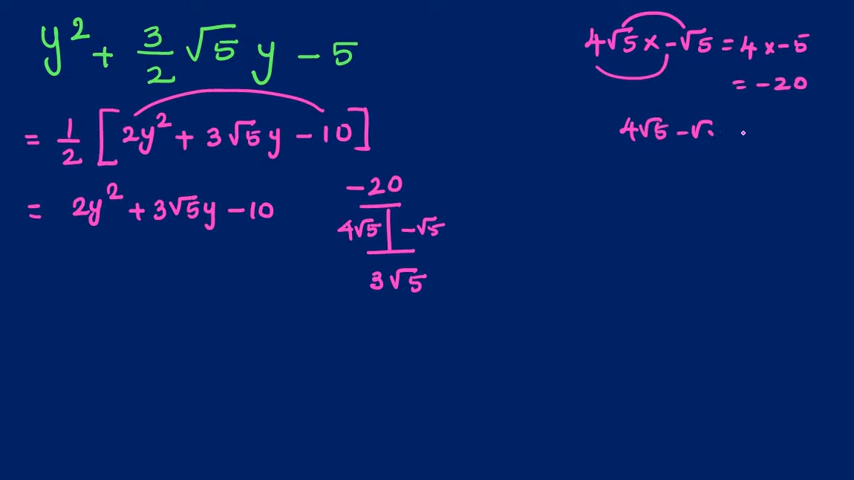 y² + 3/2 √5 y - 5
= 1/2 [2y² + 3√5y - 10]
= 2y² + 3√5y - 10
-20
4√5 | -√5
3√5
4√5 x -√5 = 4 x -5
= -20
4√5 - √